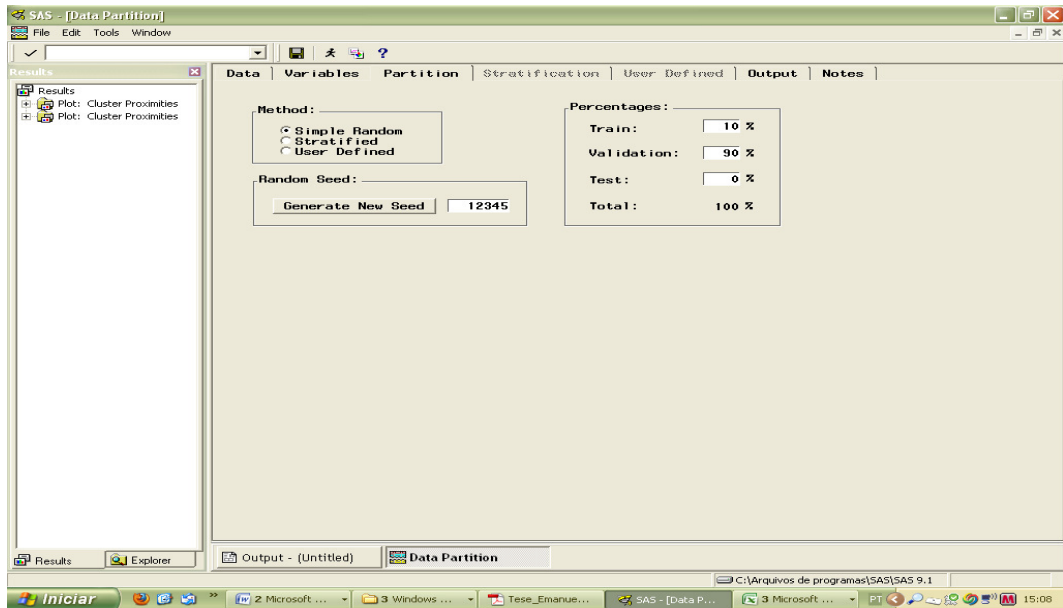 SAS - [Data Partition]
File Edit Tools Window
Results
Results
Plot: Cluster Proximities
Plot: Cluster Proximities
Data Variables Partition Stratification User Defined Output Notes
Method:
Simple Random
Stratified
User Defined
Random Seed:
Generate New Seed 12345
Percentages:
Train: 10 %
Validation: 90 %
Test: 0 %
Total: 100 %
Results Explorer
Output - (Untitled) Data Partition
C:\Arquivos de programas\SAS\SAS 9.1
Iniciar » 2 Microsoft ... 3 Windows ... Tese_Emanue... SAS - [Data P... 3 Microsoft ... PT 15:08